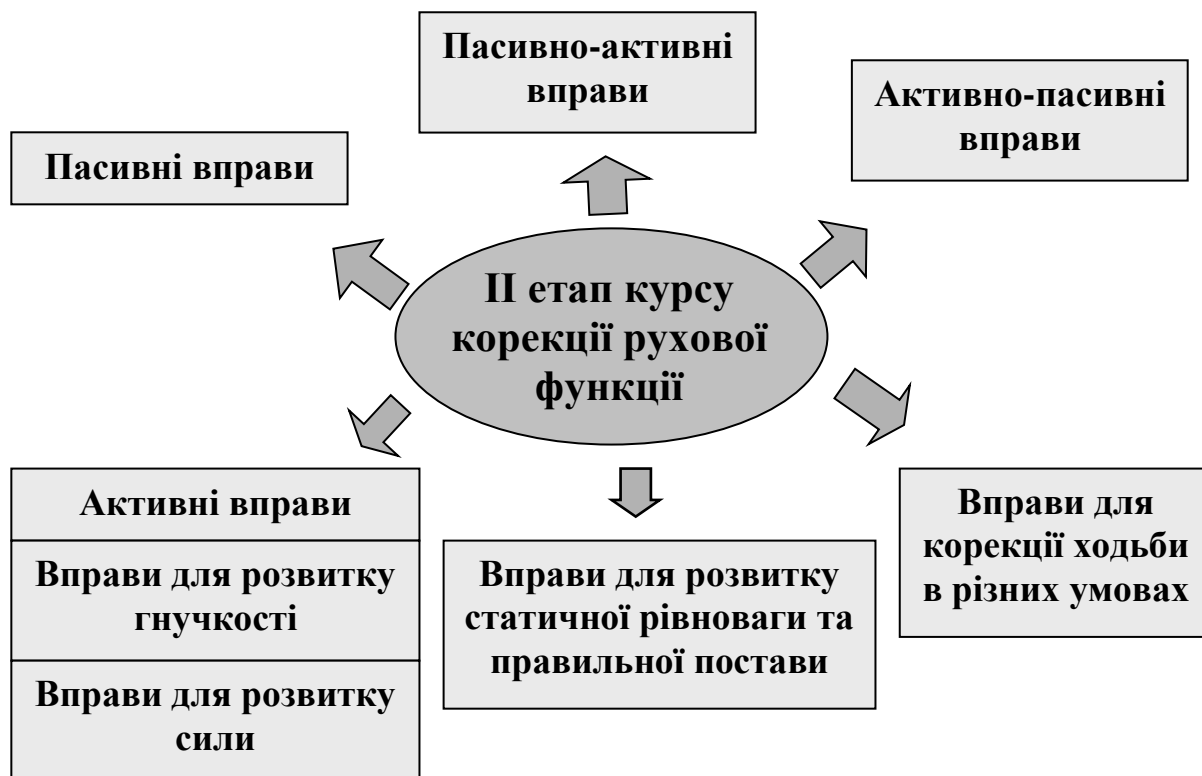 Пасивно-активні
вправи
Активно-пасивні
вправи
Пасивні вправи
ІІ етап курсу
корекції рухової
функції
Активні вправи
Вправи для розвитку
гнучкості
Вправи для розвитку
сили
Вправи для розвитку
статичної рівноваги та
правильної постави
Вправи для
корекції ходьби
в різних умовах